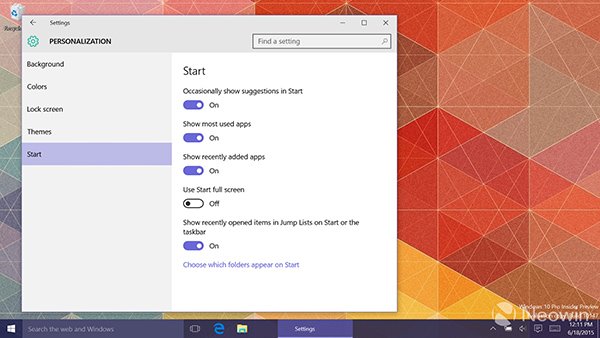 Settings
PERSONALIZATION
Find a setting
Background
Colors
Lock screen
Themes
Start
Start
Occasionally show suggestions in Start
On
Show most used apps
On
Show recently added apps
On
Use Start full screen
Off
Show recently opened items in Jump Lists on Start or the
taskbar
On
Choose which folders appear on Start
Windows 10 Pro Insider Preview
Neowin
Search the web and Windows
Settings
12:11 PM
6/18/2015